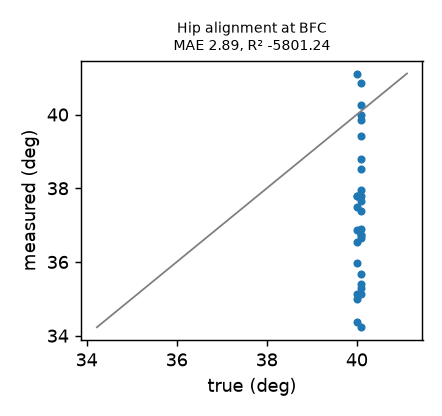 Hip alignment at BFC
MAE 2.89, R² -5801.24
measured (deg)
40
38
36
34
34 36 38 40
true (deg)